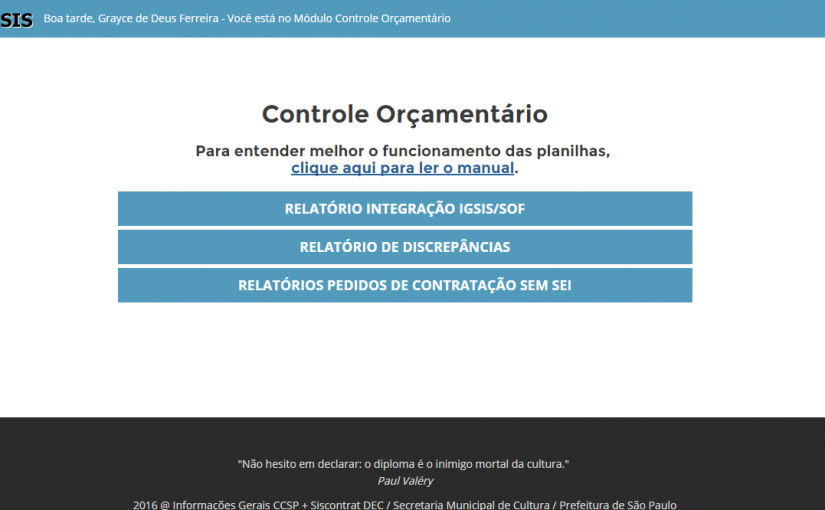 SIS Boa tarde, Grayce de Deus Ferreira - Você está no Módulo Controle Orçamentário
Controle Orçamentário
Para entender melhor o funcionamento das planilhas,
clique aqui para ler o manual.
RELATÓRIO INTEGRAÇÃO IGSIS/SOF
RELATÓRIO DE DISCREPÂNCIAS
RELATÓRIOS PEDIDOS DE CONTRATAÇÃO SEM SEI
"Não hesito em declarar: o diploma é o inimigo mortal da cultura."
Paul Valéry
2016 @ Informações Gerais CCSP + Siscontrat DEC / Secretaria Municipal de Cultura / Prefeitura de São Paulo